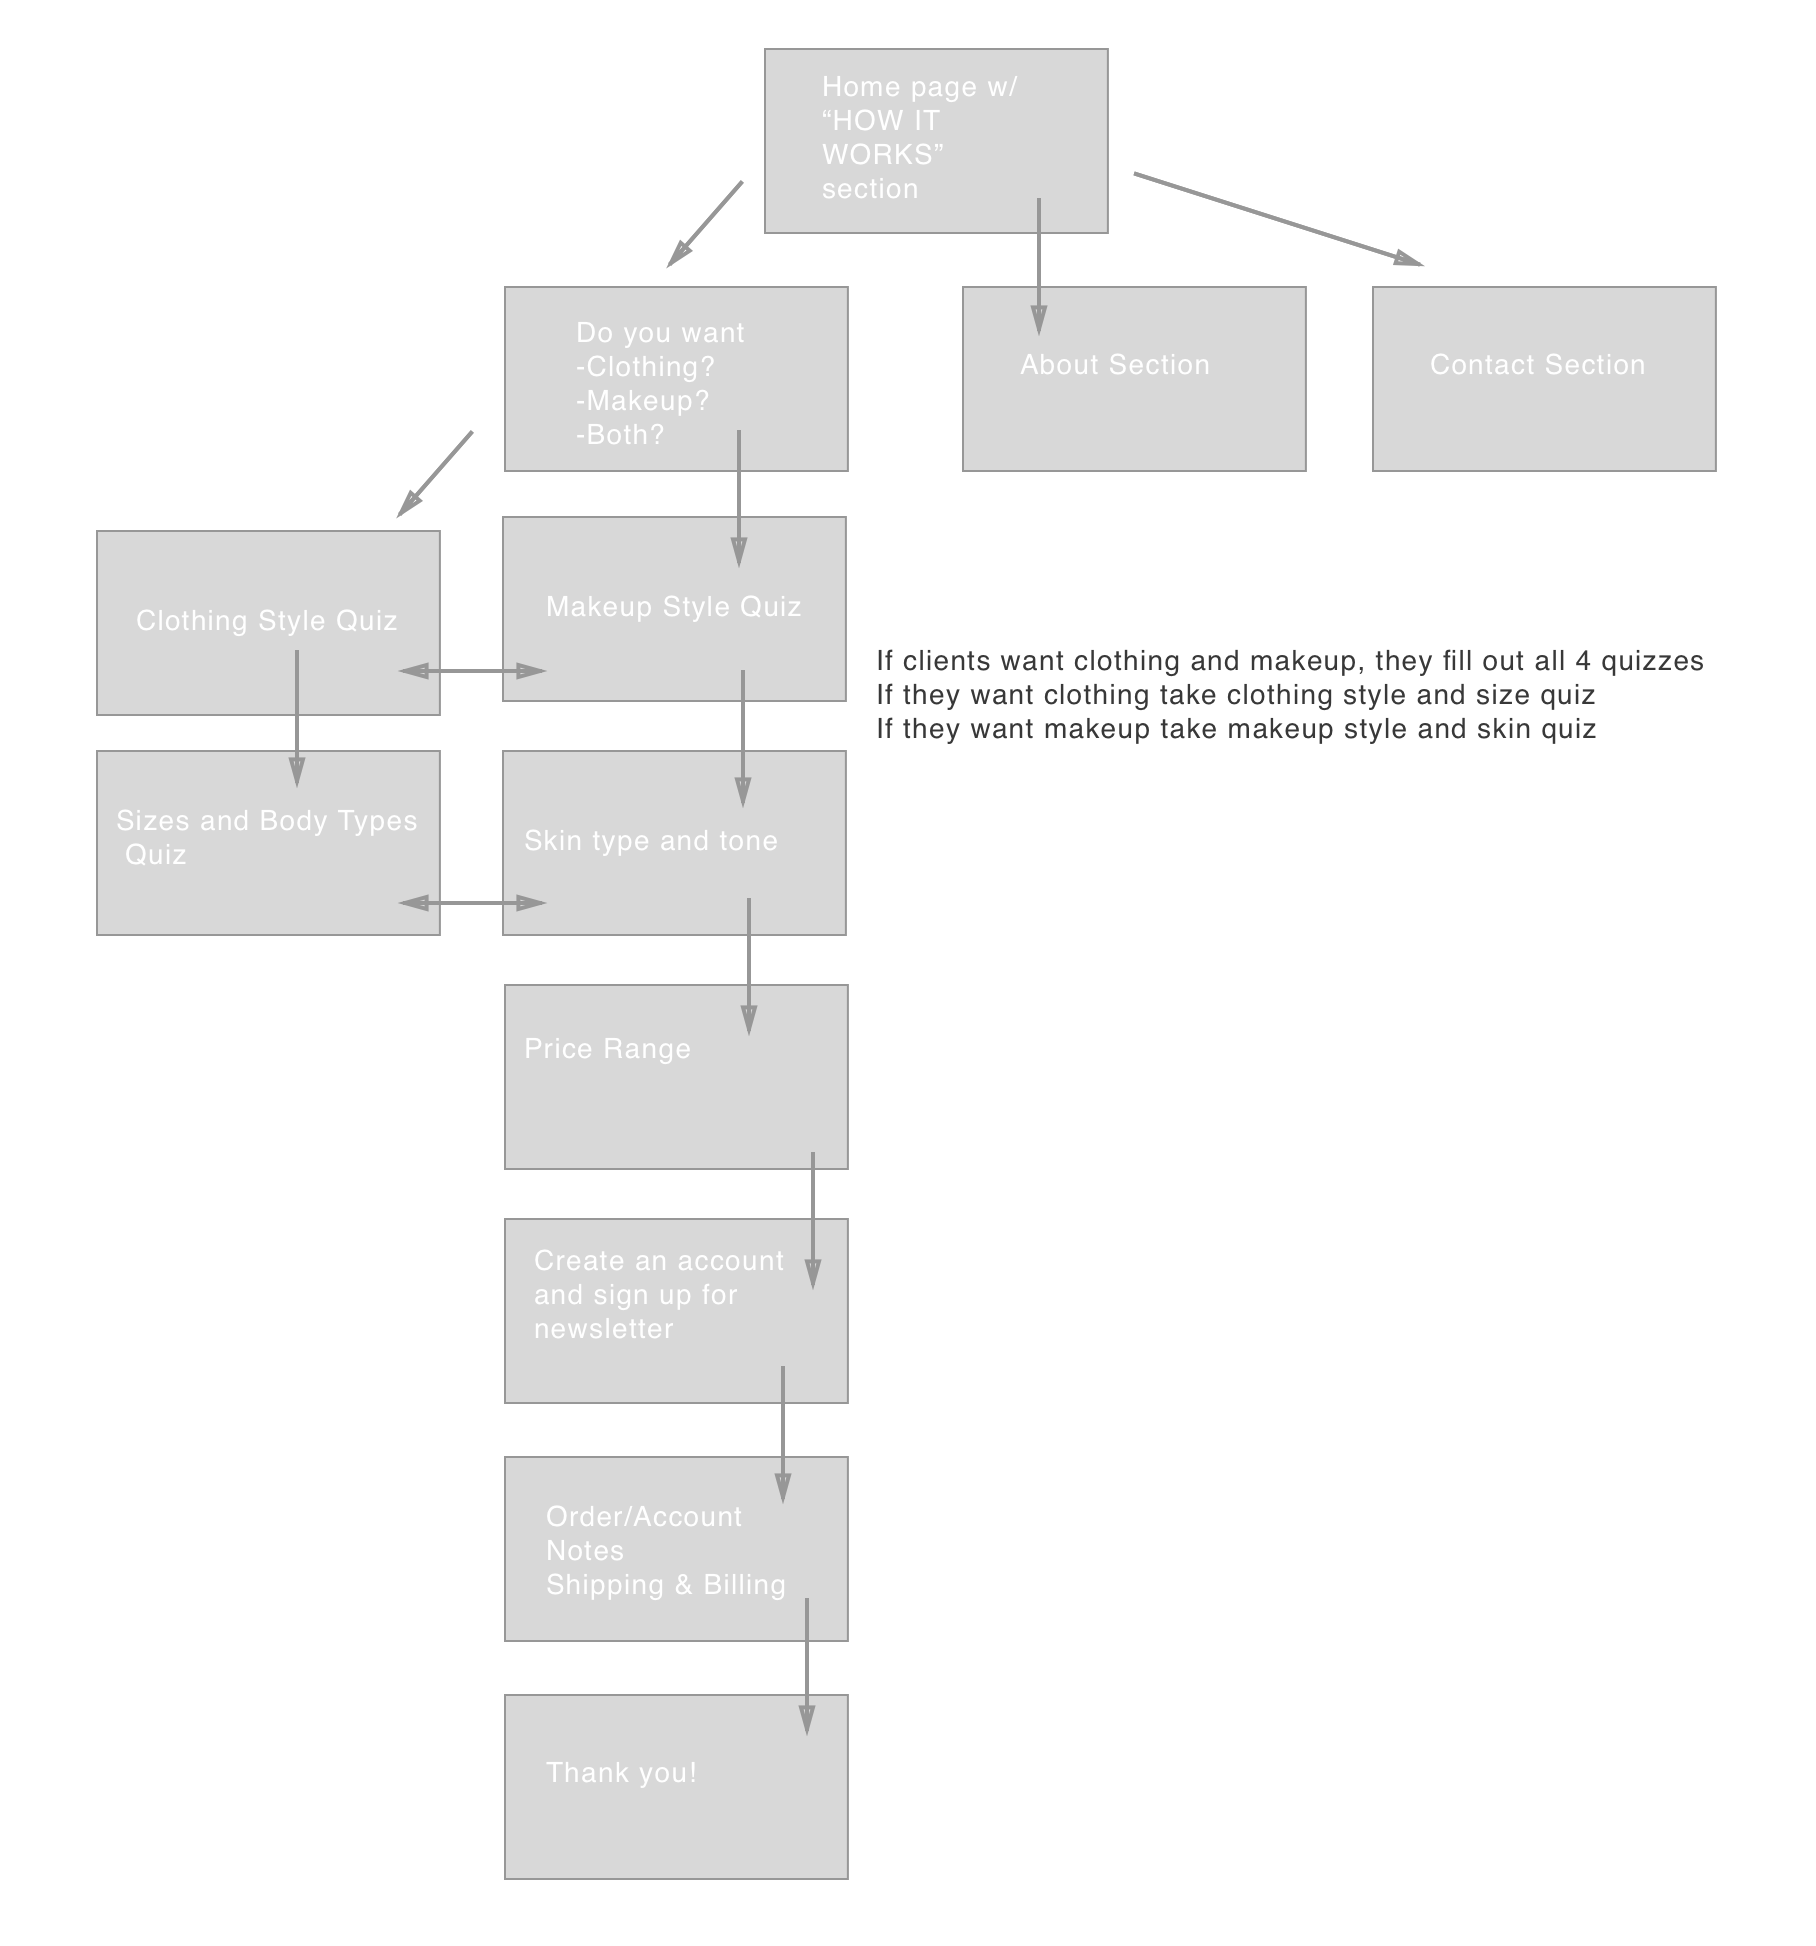 Home page w/
“HOW IT
WORKS”
section
Do you want
-Clothing?
-Makeup?
-Both?
About Section
Contact Section
Clothing Style Quiz
Makeup Style Quiz
If clients want clothing and makeup, they fill out all 4 quizzes
If they want clothing take clothing style and size quiz
If they want makeup take makeup style and skin quiz
Sizes and Body Types
Quiz
Skin type and tone
Price Range
Create an account
and sign up for
newsletter
Order/Account
Notes
Shipping & Billing
Thank you!